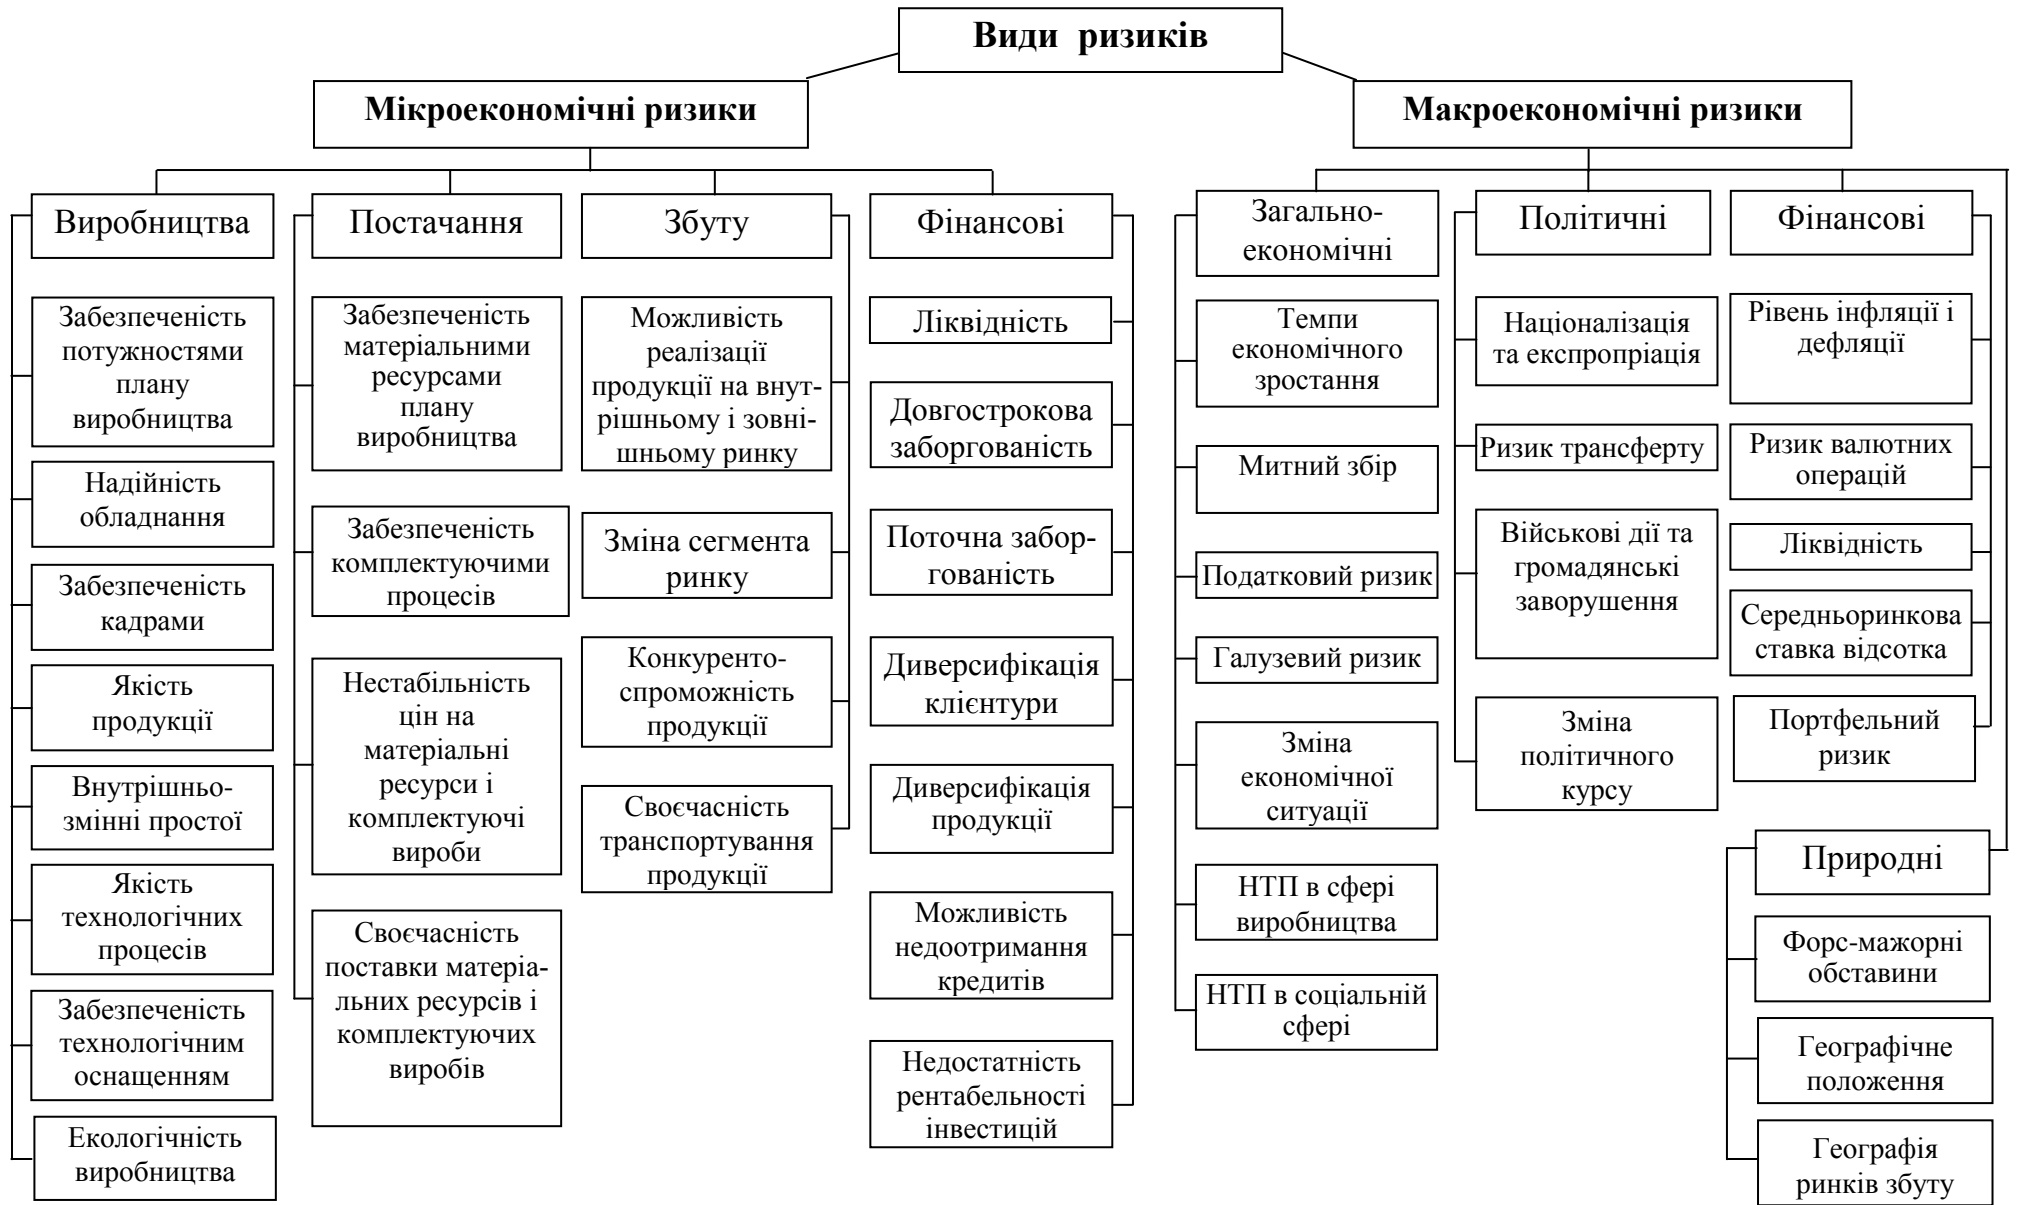 Види ризиків
Мікроекономічні ризики
Макроекономічні ризики
Виробництва
Забезпеченість
потужностями
плану
виробництва
Надійність
обладнання
Забезпеченість
кадрами
Якість
продукції
Внутрішньо-
змінні простої
Якість
технологічних
процесів
Забезпеченість
технологічним
оснащенням
Екологічність
виробництва
Постачання
Забезпеченість
матеріальними
ресурсами
плану
виробництва
Забезпеченість
комплектуючими
процесів
Нестабільність
цін на
матеріальні
ресурси і
комплектуючі
вироби
Своєчасність
поставки матеріа-
льних ресурсів і
комплектуючих
виробів
Збуту
Можливість
реалізації
продукції на внут-
рішньому і зовні-
шньому ринку
Зміна сегмента
ринку
Конкуренто-
спроможність
продукції
Своєчасність
транспортування
продукції
Фінансові
Ліквідність
Довгострокова
заборгованість
Поточна забор-
гованість
Диверсифікація
клієнтури
Диверсифікація
продукції
Можливість
недоотримання
кредитів
Недостатність
рентабельності
інвестицій
Загально-
економічні
Темпи
економічного
зростання
Митний збір
Податковий ризик
Галузевий ризик
Зміна
економічної
ситуації
НТП в сфері
виробництва
НТП в соціальній
сфері
Політичні
Націоналізація
та експропріація
Ризик трансферту
Військові дії та
громадянські
заворушення
Зміна
політичного
курсу
Фінансові
Рівень інфляції і
дефляції
Ризик валютних
операцій
Ліквідність
Середньоринкова
ставка відсотка
Портфельний
ризик
Природні
Форс-мажорні
обставини
Географічне
положення
Географія
ринків збуту